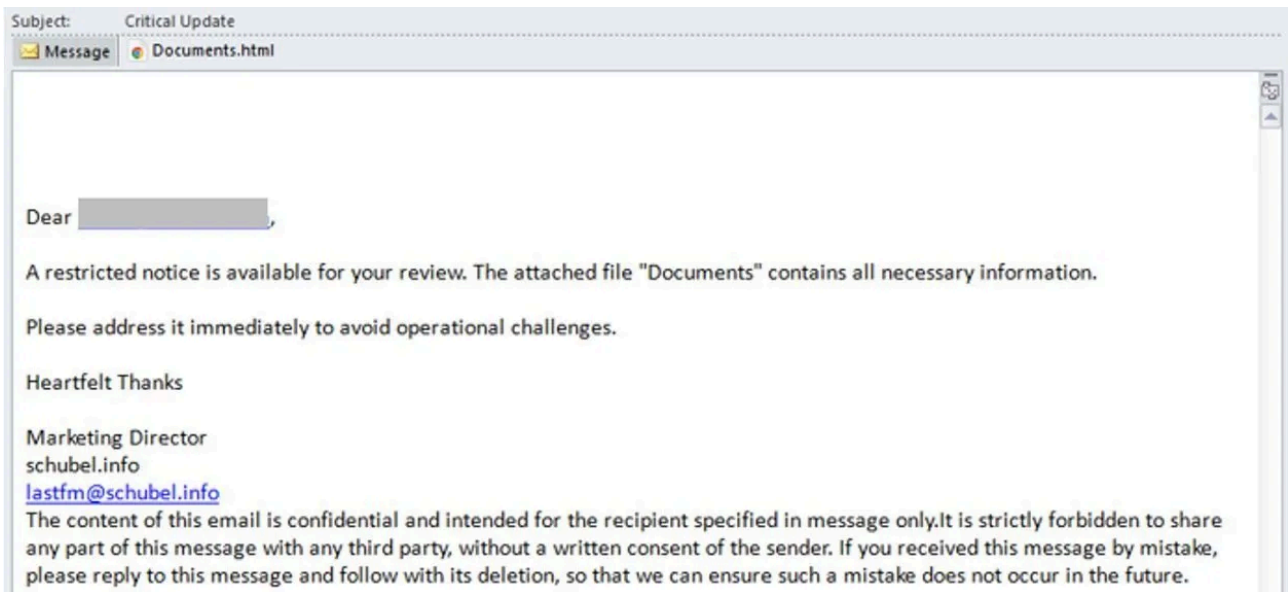 Subject: Critical Update
Message Documents.html
Dear ,
A restricted notice is available for your review. The attached file "Documents" contains all necessary information.
Please address it immediately to avoid operational challenges.
Heartfelt Thanks
Marketing Director
schubel.info
lastfm@schubel.info
The content of this email is confidential and intended for the recipient specified in message only.It is strictly forbidden to share
any part of this message with any third party, without a written consent of the sender. If you received this message by mistake,
please reply to this message and follow with its deletion, so that we can ensure such a mistake does not occur in the future.